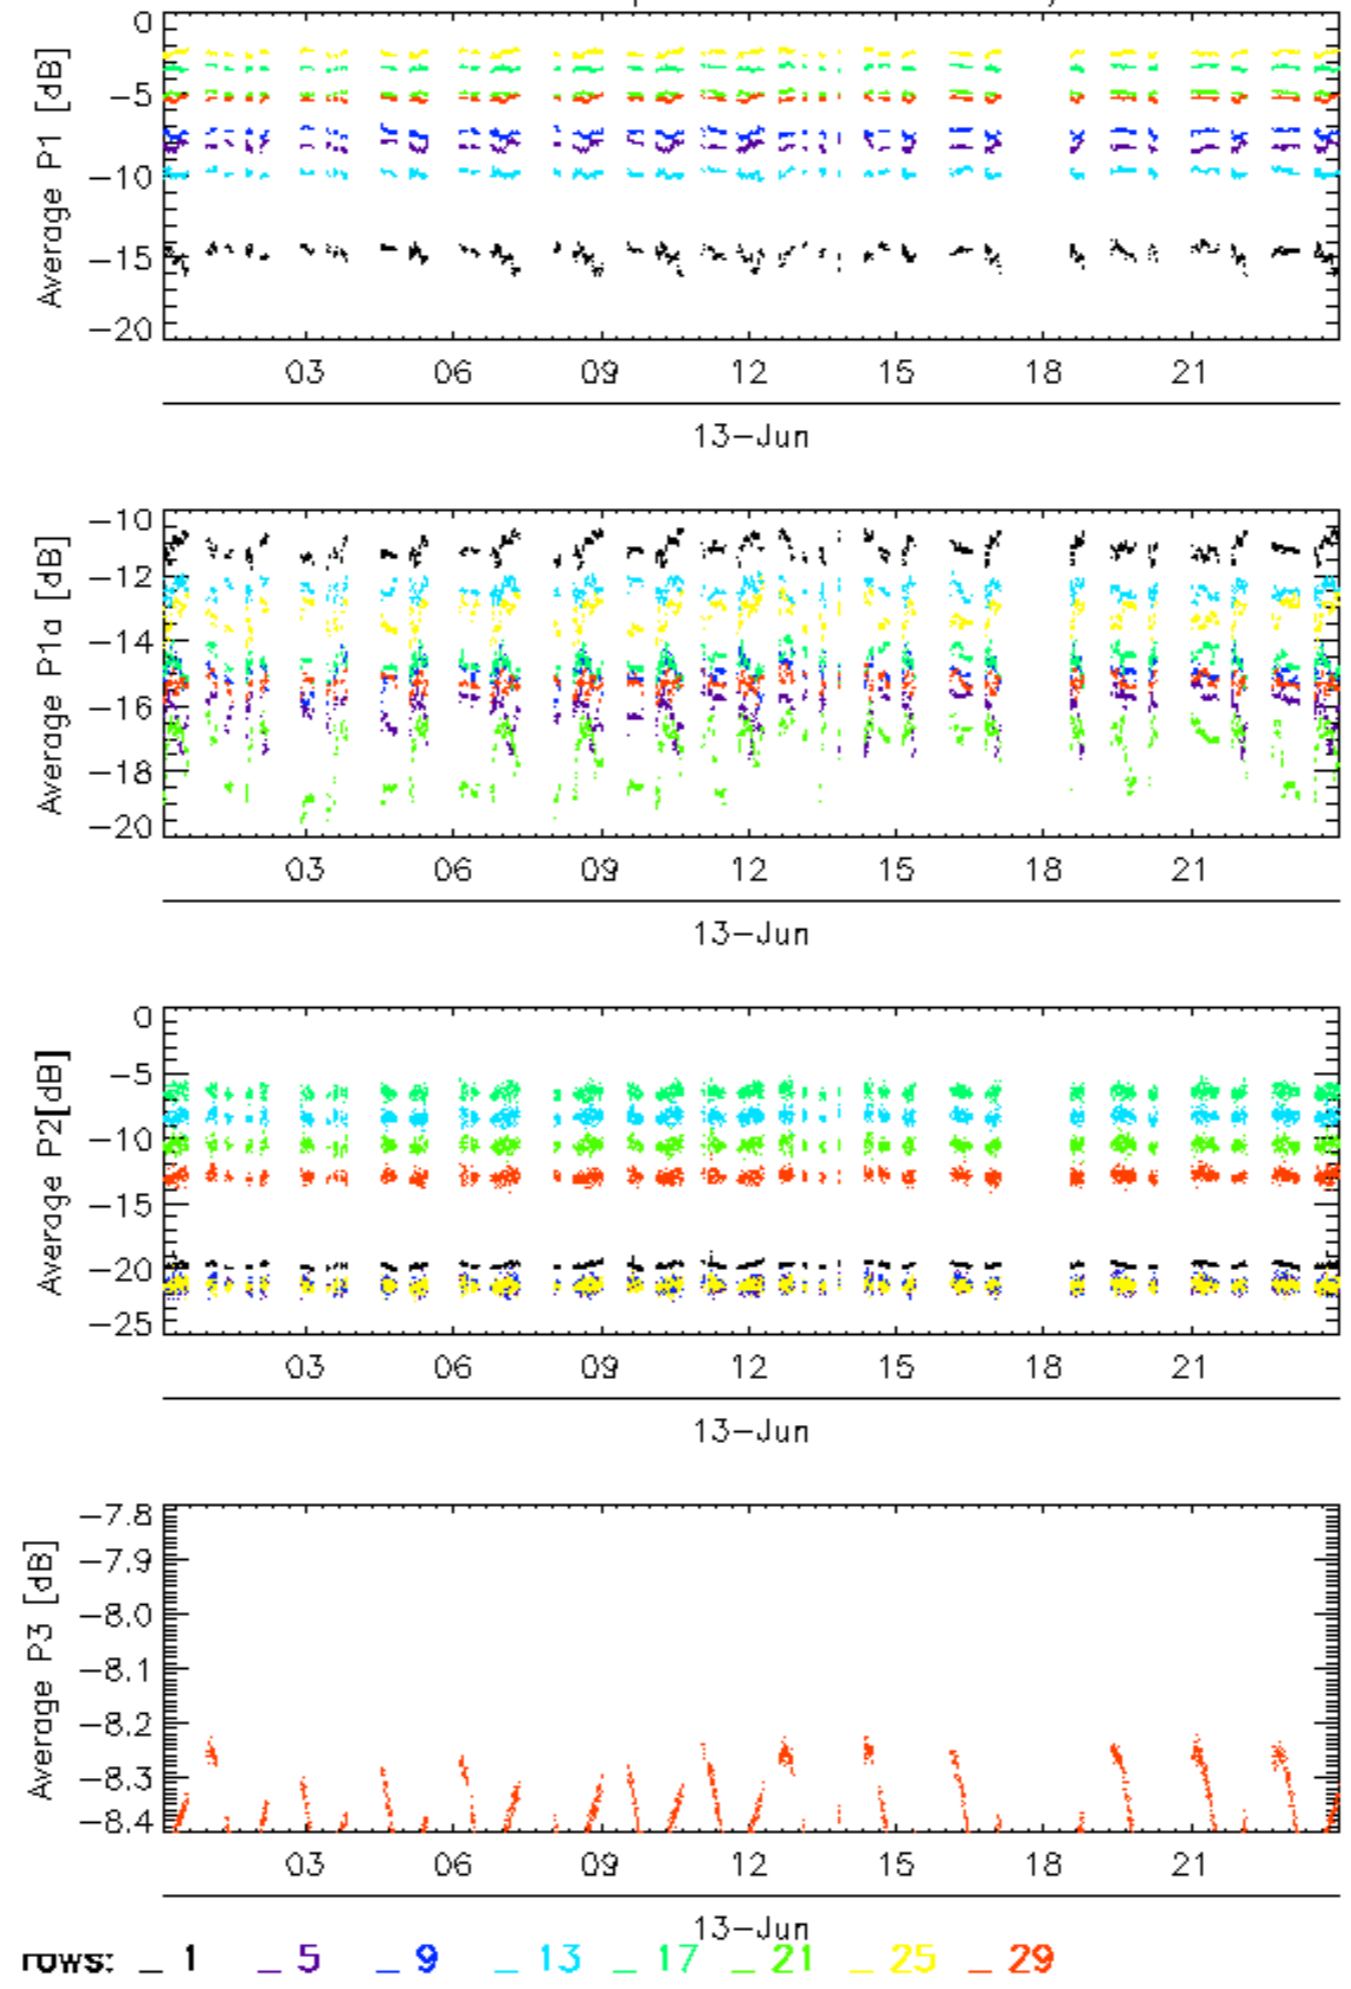 0
−5
−10
−15
−20
Average P1 [dB]
03 06 09 12 15 18 21
13−Jun
−10
−12
−14
−16
−18
−20
Average P1a [dB]
03 06 09 12 15 18 21
13−Jun
0
−5
−10
−15
−20
−25
Average P2[dB]
03 06 09 12 15 18 21
13−Jun
−7.8
−7.9
−8.0
−8.1
−8.2
−8.3
−8.4
Average P3 [dB]
03 06 09 12 15 18 21
13−Jun
rows: _ 1 _ 5 _ 9 _ 13 _ 17 _ 21 _ 25 _ 29